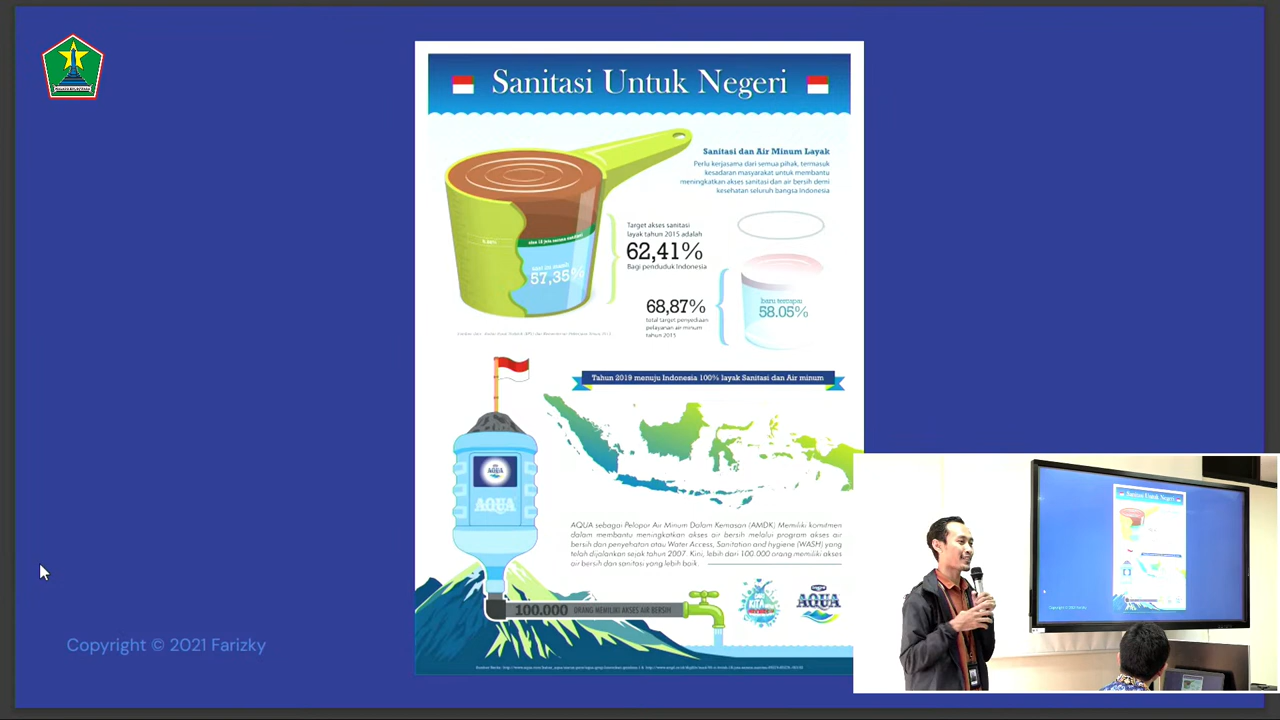 Sanitasi Untuk Negeri
Sanitasi dan Air Minum Layak
Perlu kerjasama dari semua pihak, termasuk
kesadaran masyarakat untuk membantu
meningkatkan akses sanitasi dan air bersih demi
kesehatan seluruh bangsa Indonesia
Target akses sanitasi
layak tahun 2015 adalah
62,41%
Bagi penduduk Indonesia
57,35%
68,87%
total target penyediaan
pelayanan air minum
tahun 2015
baru tercapai
58.05%
Tahun 2019 menuju Indonesia 100% layak Sanitasi dan Air minum
AQUA
AQUA
AQUA sebagai Pelopor Air Minum Dalam Kemasan (AMDK) Memiliki komitmen
dalam membantu meningkatkan akses air bersih melalui program akses air
bersih dan penyehatan atau Water Access, Sanitation and hygiene (WASH) yang
telah dijalankan sejak tahun 2007. Kini, lebih dari 100.000 orang memiliki akses
air bersih dan sanitasi yang lebih baik.
100.000 ORANG MEMILIKI AKSES AIR BERSIH
AQUA
Copyright © 2021 Farizky
Sanitasi Untuk Negeri